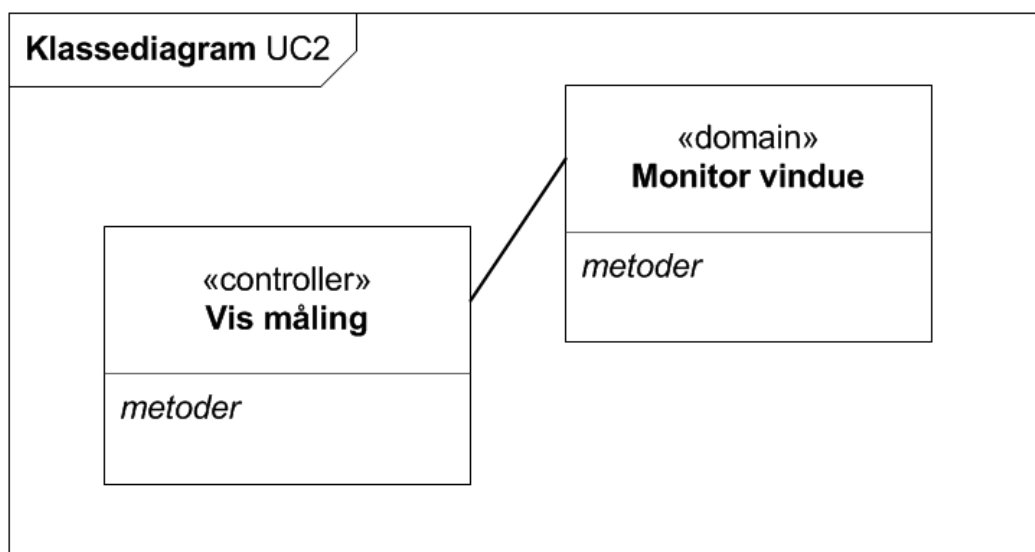 Klassediagram UC2
«domain»
Monitor vindue
metoder
«controller»
Vis måling
metoder